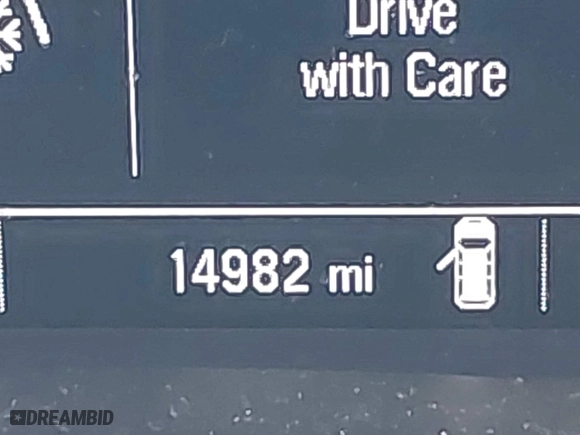 Drive
with Care
14982 mi
DREAMBID